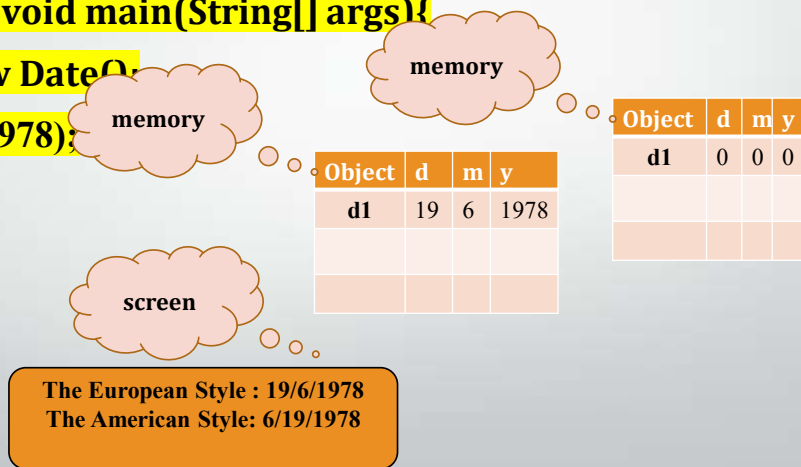 void main(String[] args){
w Date();
978);
memory
memory
Object d m y
d1 0 0 0
Object d m y
d1 19 6 1978
screen
The European Style : 19/6/1978
The American Style: 6/19/1978